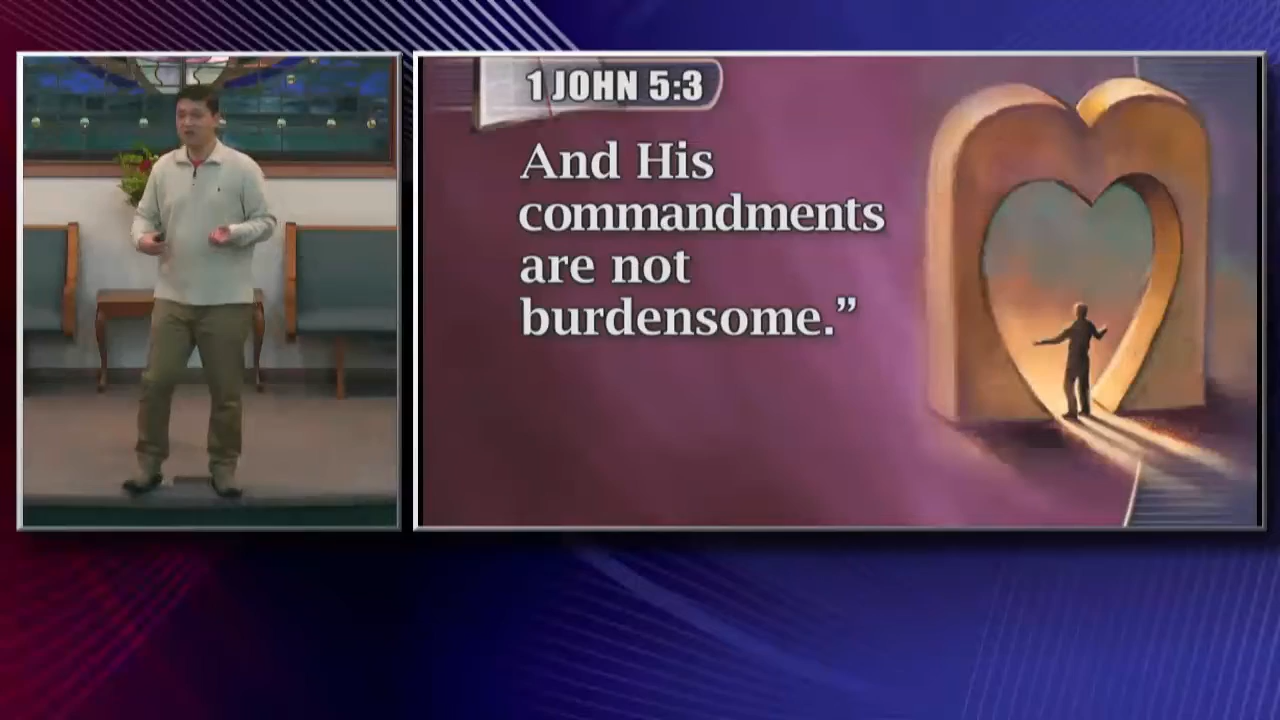 1 JOHN 5:3
And His
commandments
are not
burdensome.”